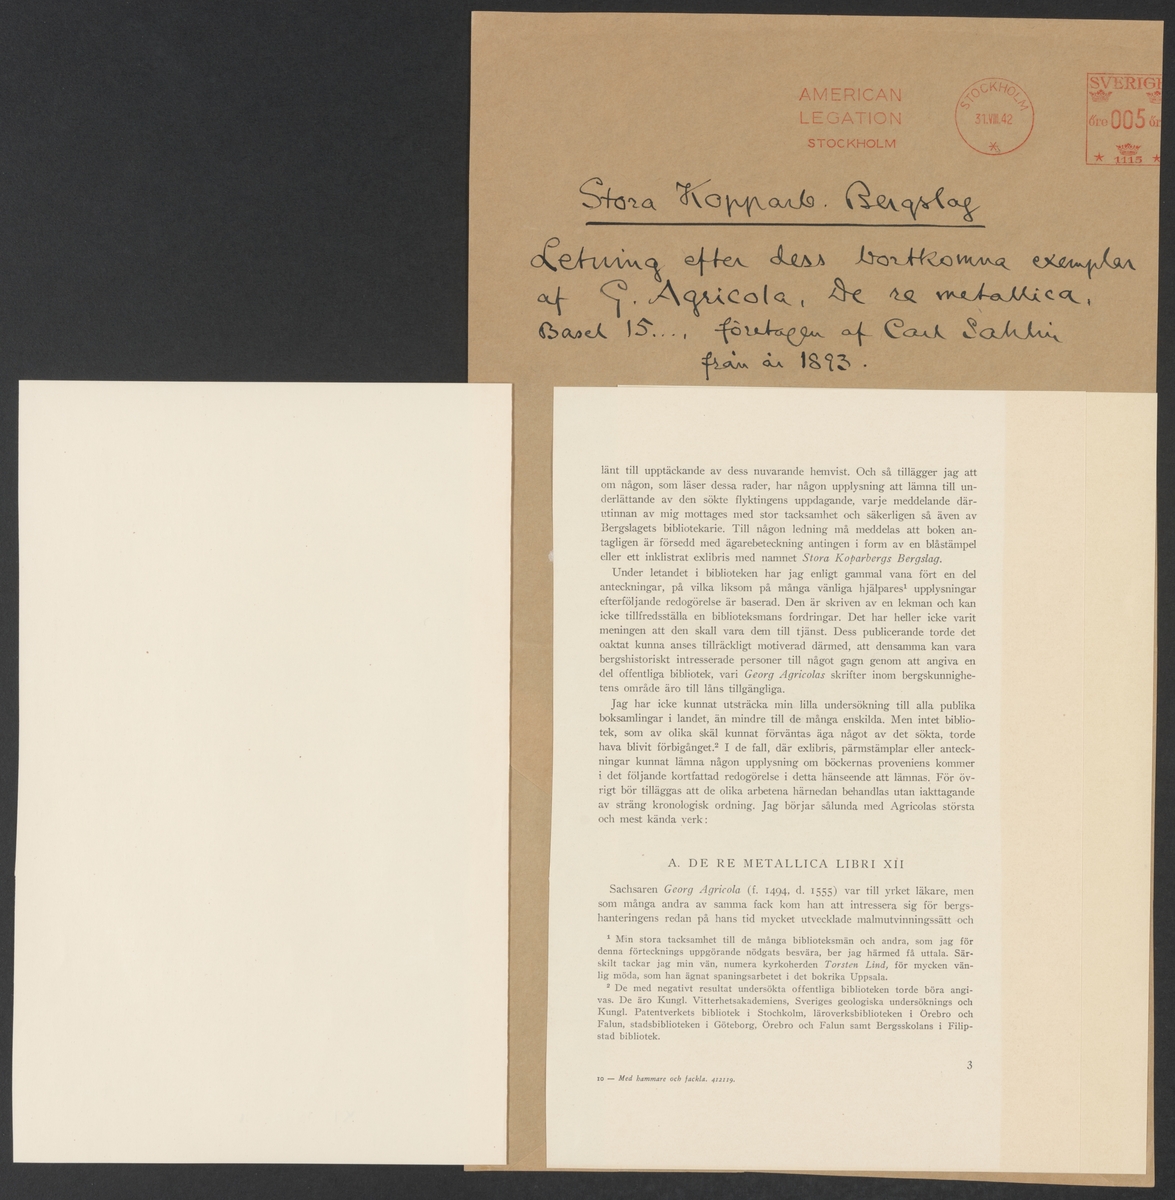 AMERICAN
LEGATION
STOCKHOLM
STOCKHOLM
31.VIII.42
SVERIGE
öre 005 ör
1115
Stora Kopparb. Bergslag
Letning efter dess bortkomna exemplar
af G. Agricola, De re metallica,
Basel 15..., företagen af Carl Sahlin
från år 1893.
länt till upptäckande av dess nuvarande hemvist. Och så tillägger jag att
om någon, som läser dessa rader, har någon upplysning att lämna till un-
derlättande av den sökte flyktingens uppdagande, varje meddelande där-
utinnan av mig mottages med stor tacksamhet och säkerligen så även av
Bergslagets bibliotekarie. Till någon ledning må meddelas att boken an-
tagligen är försedd med ägarebeteckning antingen i form av en blåstämpel
eller ett inklistrat exlibris med namnet Stora Koparbergs Bergslag.
Under letandet i biblioteken har jag enligt gammal vana fört en del
anteckningar, på vilka liksom på många vänliga hjälpares¹ upplysningar
efterföljande redogörelse är baserad. Den är skriven av en lekman och kan
icke tillfredsställa en biblioteksmans fordringar. Det har heller icke varit
meningen att den skall vara dem till tjänst. Dess publicerande torde det
oaktat kunna anses tillräckligt motiverad därmed, att densamma kan vara
bergshistoriskt intresserade personer till något gagn genom att angiva en
del offentliga bibliotek, vari Georg Agricolas skrifter inom bergskunnighe-
tens område äro till låns tillgängliga.
Jag har icke kunnat utsträcka min lilla undersökning till alla publika
boksamlingar i landet, än mindre till de många enskilda. Men intet biblio-
tek, som av olika skäl kunnat förväntas äga något av det sökta, torde
hava blivit förbigånget.² I de fall, där exlibris, pärmstämplar eller anteck-
ningar kunnat lämna någon upplysning om böckernas proveniens kommer
i det följande kortfattad redogörelse i detta hänseende att lämnas. För öv-
rigt bör tilläggas att de olika arbetena härnedan behandlas utan iakttagande
av sträng kronologisk ordning. Jag börjar sålunda med Agricolas största
och mest kända verk:
A. DE RE METALLICA LIBRI XII
Sachsaren Georg Agricola (f. 1494, d. 1555) var till yrket läkare, men
som många andra av samma fack kom han att intressera sig för bergs-
hanteringens redan på hans tid mycket utvecklade malmutvinningssätt och
¹ Min stora tacksamhet till de många biblioteksmän och andra, som jag för
denna förtecknings uppgörande nödgats besvära, ber jag härmed få uttala. Sär-
skilt tackar jag min vän, numera kyrkoherden Torsten Lind, för mycken vän-
lig möda, som han ägnat spaningsarbetet i det bokrika Uppsala.
² De med negativt resultat undersökta offentliga biblioteken torde böra angi-
vas. De äro Kungl. Vitterhetsakademiens, Sveriges geologiska undersöknings och
Kungl. Patentverkets bibliotek i Stochkolm, läroverksbiblioteken i Örebro och
Falun, stadsbiblioteken i Göteborg, Örebro och Falun samt Bergsskolans i Filip-
stad bibliotek.
3
10 — Med hammare och fackla. 412119.